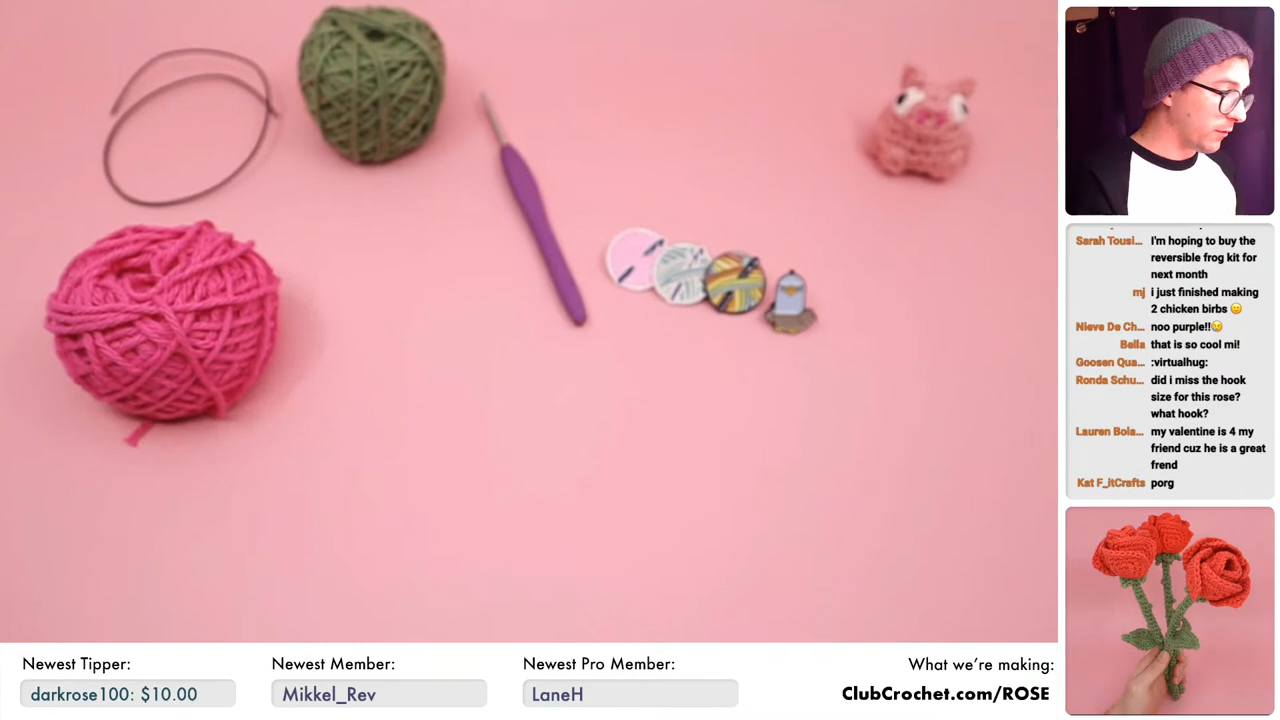 Sarah Tousi... I'm hoping to buy the
reversible frog kit for
next month
mj i just finished making
2 chicken birbs 😐
Nieve De Ch... noo purple!!😢
Bella that is so cool mi!
Goosen Qua... :virtualhug:
Ronda Schu... did i miss the hook
size for this rose?
what hook?
Lauren Bola... my valentine is 4 my
friend cuz he is a great
frend
Kat F_itCrafts porg
Newest Tipper:
darkrose100: $10.00
Newest Member:
Mikkel_Rev
Newest Pro Member:
LaneH
What we're making:
ClubCrochet.com/ROSE